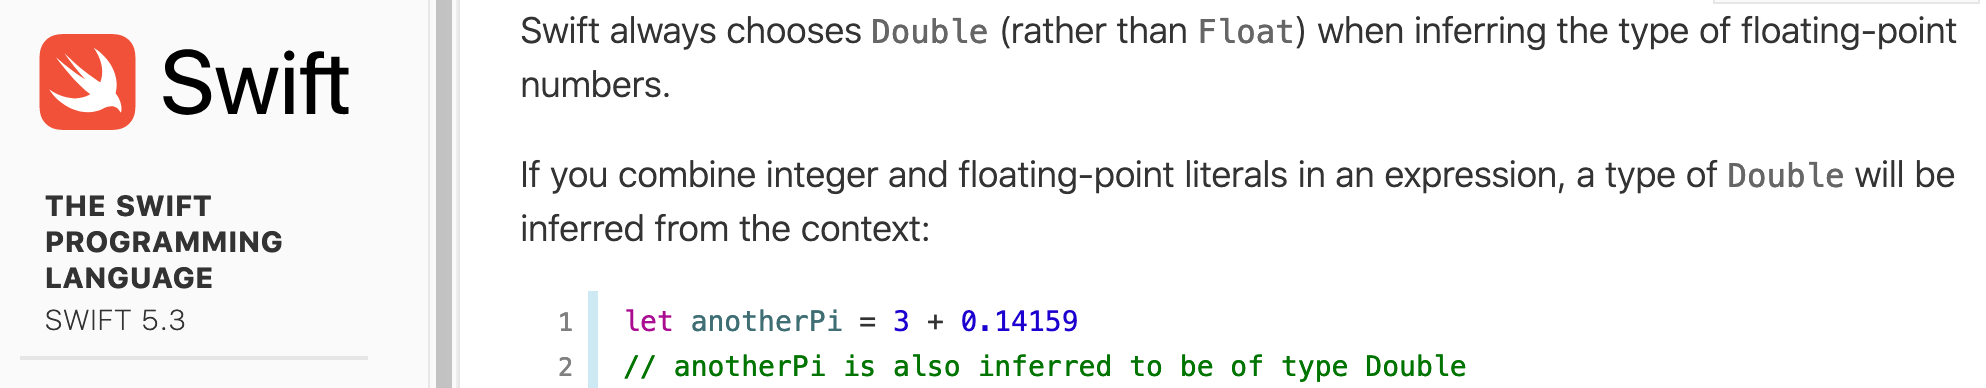 Swift
THE SWIFT
PROGRAMMING
LANGUAGE
SWIFT 5.3
Swift always chooses Double (rather than Float) when inferring the type of floating-point
numbers.
If you combine integer and floating-point literals in an expression, a type of Double will be
inferred from the context:
1 let anotherPi = 3 + 0.14159
2 // anotherPi is also inferred to be of type Double